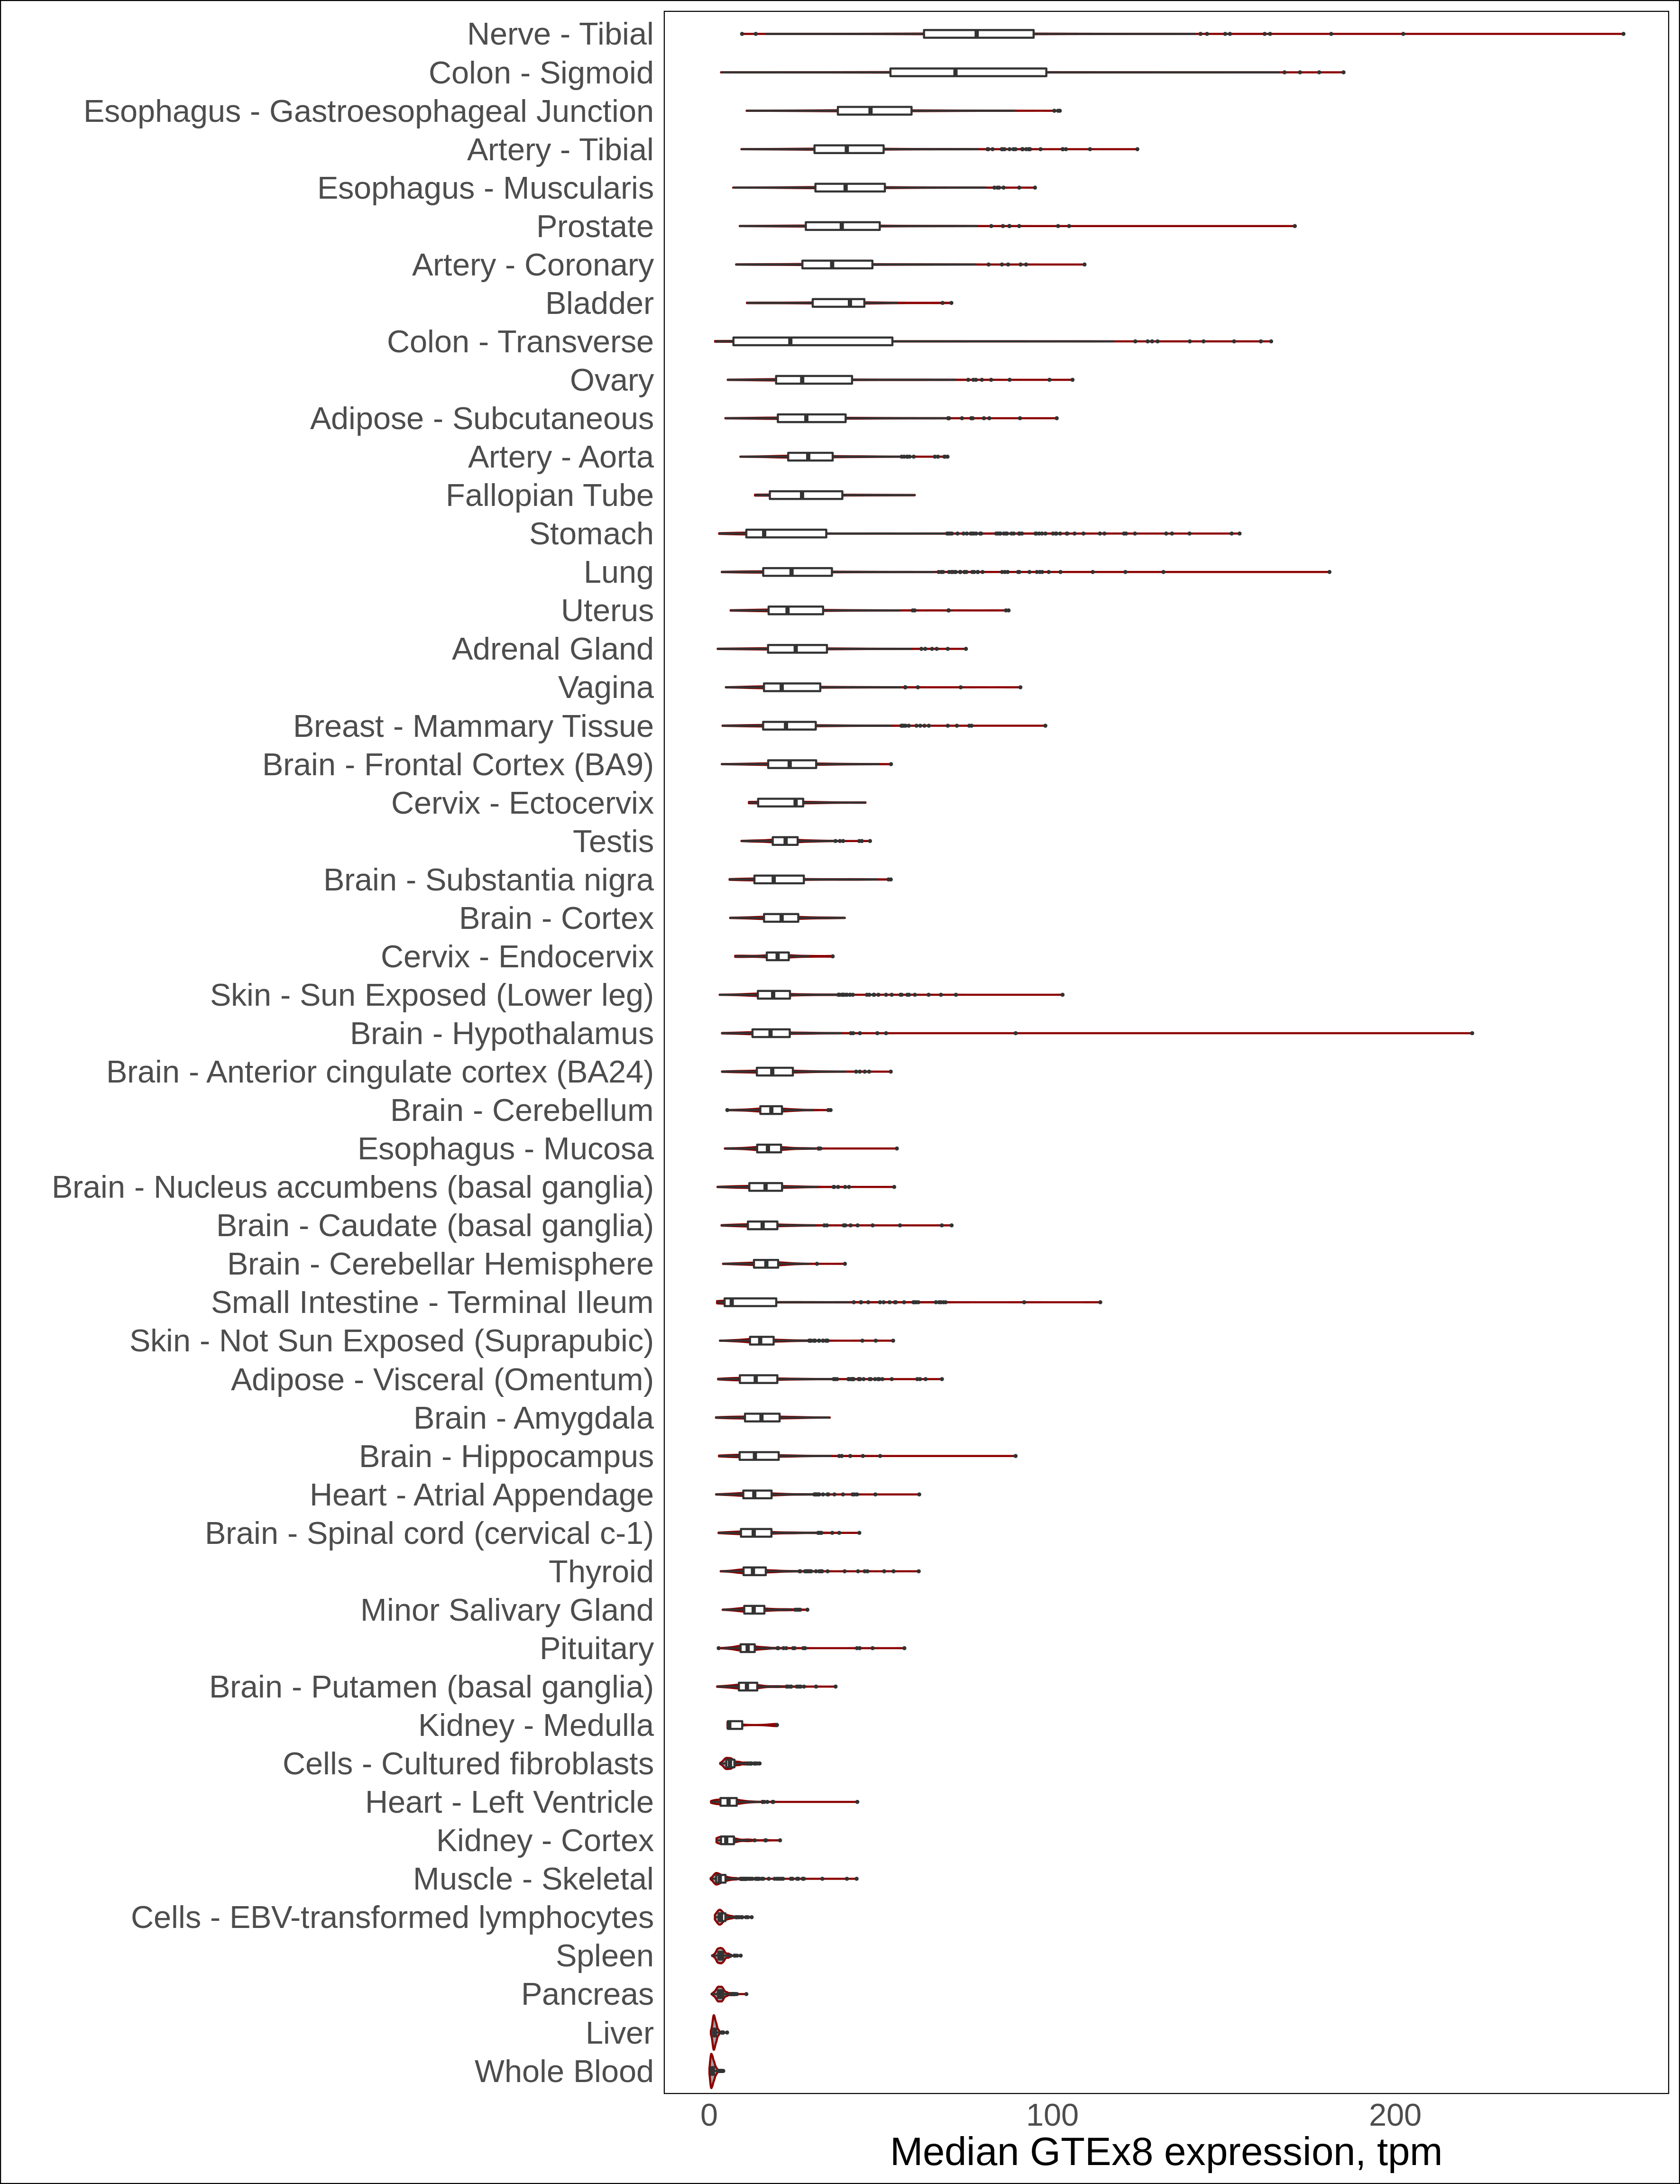 Nerve - Tibial
Colon - Sigmoid
Esophagus - Gastroesophageal Junction
Artery - Tibial
Esophagus - Muscularis
Prostate
Artery - Coronary
Bladder
Colon - Transverse
Ovary
Adipose - Subcutaneous
Artery - Aorta
Fallopian Tube
Stomach
Lung
Uterus
Adrenal Gland
Vagina
Breast - Mammary Tissue
Brain - Frontal Cortex (BA9)
Cervix - Ectocervix
Testis
Brain - Substantia nigra
Brain - Cortex
Cervix - Endocervix
Skin - Sun Exposed (Lower leg)
Brain - Hypothalamus
Brain - Anterior cingulate cortex (BA24)
Brain - Cerebellum
Esophagus - Mucosa
Brain - Nucleus accumbens (basal ganglia)
Brain - Caudate (basal ganglia)
Brain - Cerebellar Hemisphere
Small Intestine - Terminal Ileum
Skin - Not Sun Exposed (Suprapubic)
Adipose - Visceral (Omentum)
Brain - Amygdala
Brain - Hippocampus
Heart - Atrial Appendage
Brain - Spinal cord (cervical c-1)
Thyroid
Minor Salivary Gland
Pituitary
Brain - Putamen (basal ganglia)
Kidney - Medulla
Cells - Cultured fibroblasts
Heart - Left Ventricle
Kidney - Cortex
Muscle - Skeletal
Cells - EBV-transformed lymphocytes
Spleen
Pancreas
Liver
Whole Blood
0 100 200
Median GTEx8 expression, tpm